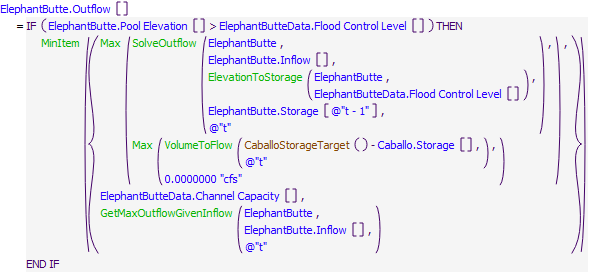 ElephantButte.Outflow []
= IF ( ElephantButte.Pool Elevation [] > ElephantButteData.Flood Control Level [] ) THEN
MinItem { ( Max ( SolveOutflow ( ElephantButte ,
ElephantButte.Inflow [] ,
ElevationToStorage ( ElephantButte ,
ElephantButteData.Flood Control Level [] ) ,
ElephantButte.Storage [ @"t - 1" ] ,
@"t" ) , ) ,
Max ( VolumeToFlow ( CaballoStorageTarget () - Caballo.Storage [] ,
@"t" ) ,
0.0000000 "cfs" )
ElephantButteData.Channel Capacity [] ,
GetMaxOutflowGivenInflow ( ElephantButte ,
ElephantButte.Inflow [] ,
@"t" ) ) }
END IF